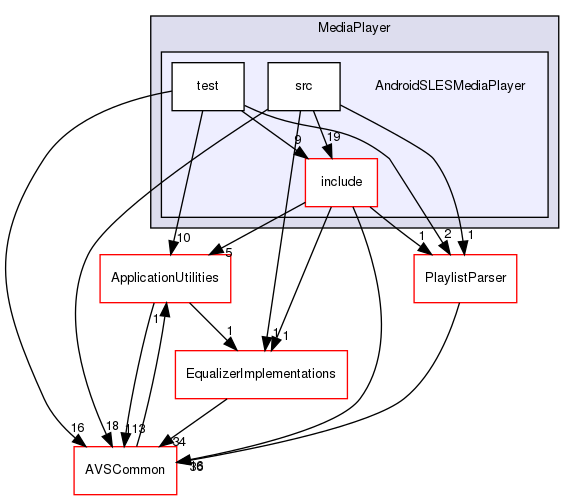 MediaPlayer
test
src
AndroidSLESMediaPlayer
9
19
include
10
5
1
2
1
ApplicationUtilities
PlaylistParser
1
1
1
1
EqualizerImplementations
16
18
113
34
AVSCommon